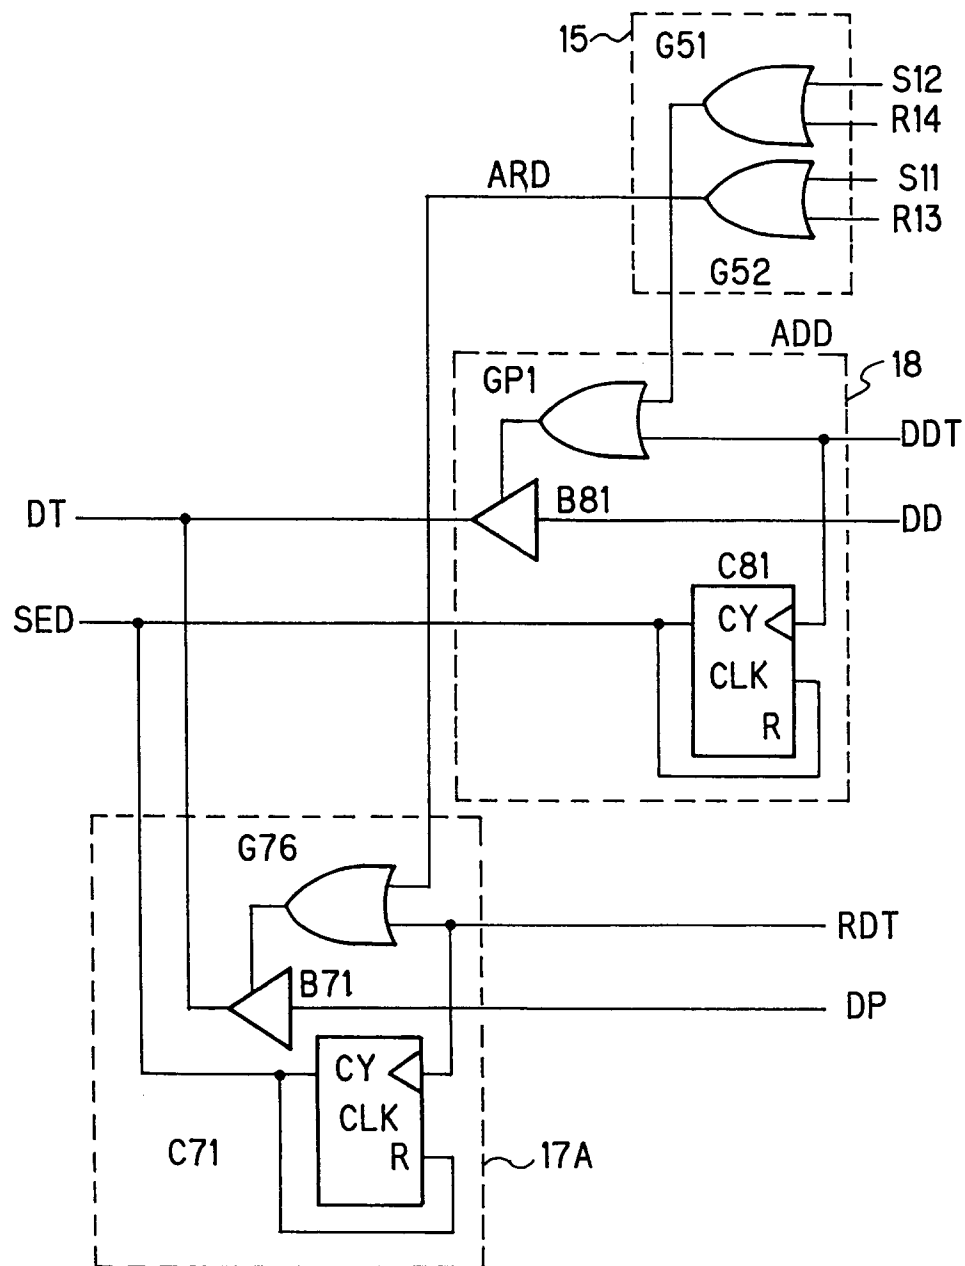 15
G51
S12
R14
ARD
S11
R13
G52
ADD
18
GP1
DDT
B81
DT
DD
C81
SED
CY
CLK
R
G76
RDT
B71
DP
CY
CLK
R
C71
17A